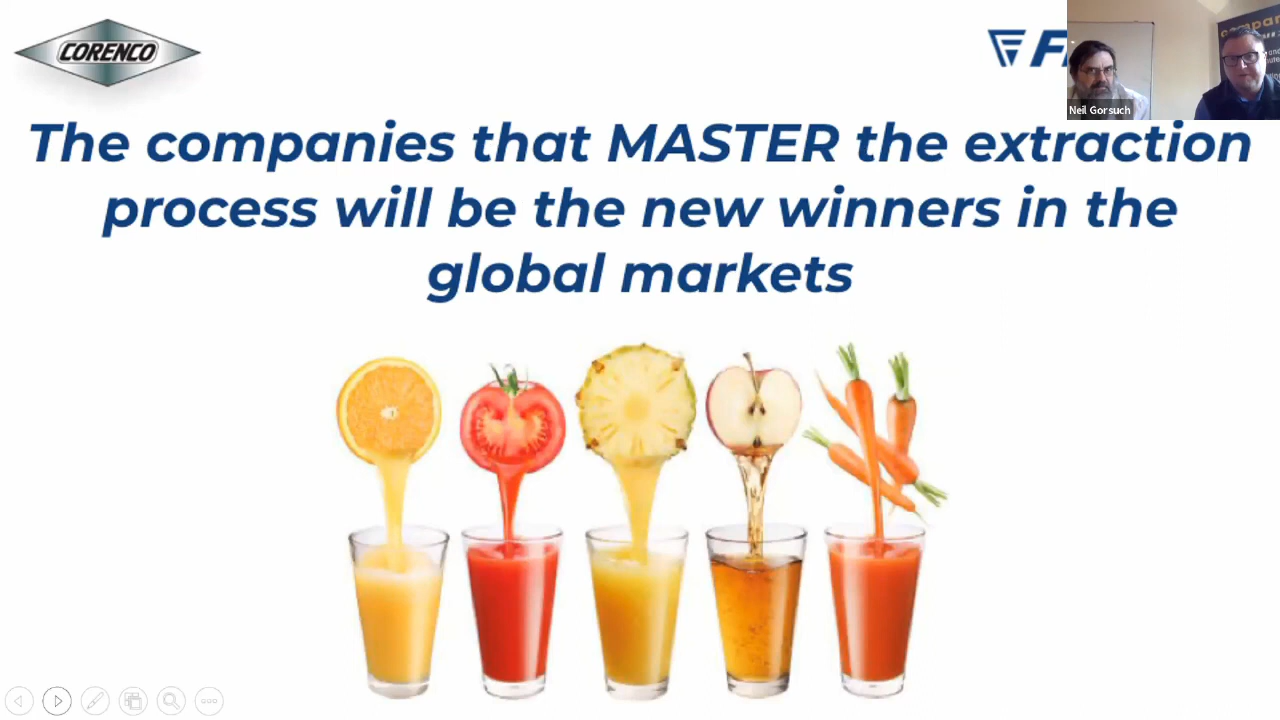 CORENCO
Neil Gorsuch
The companies that MASTER the extraction
process will be the new winners in the
global markets